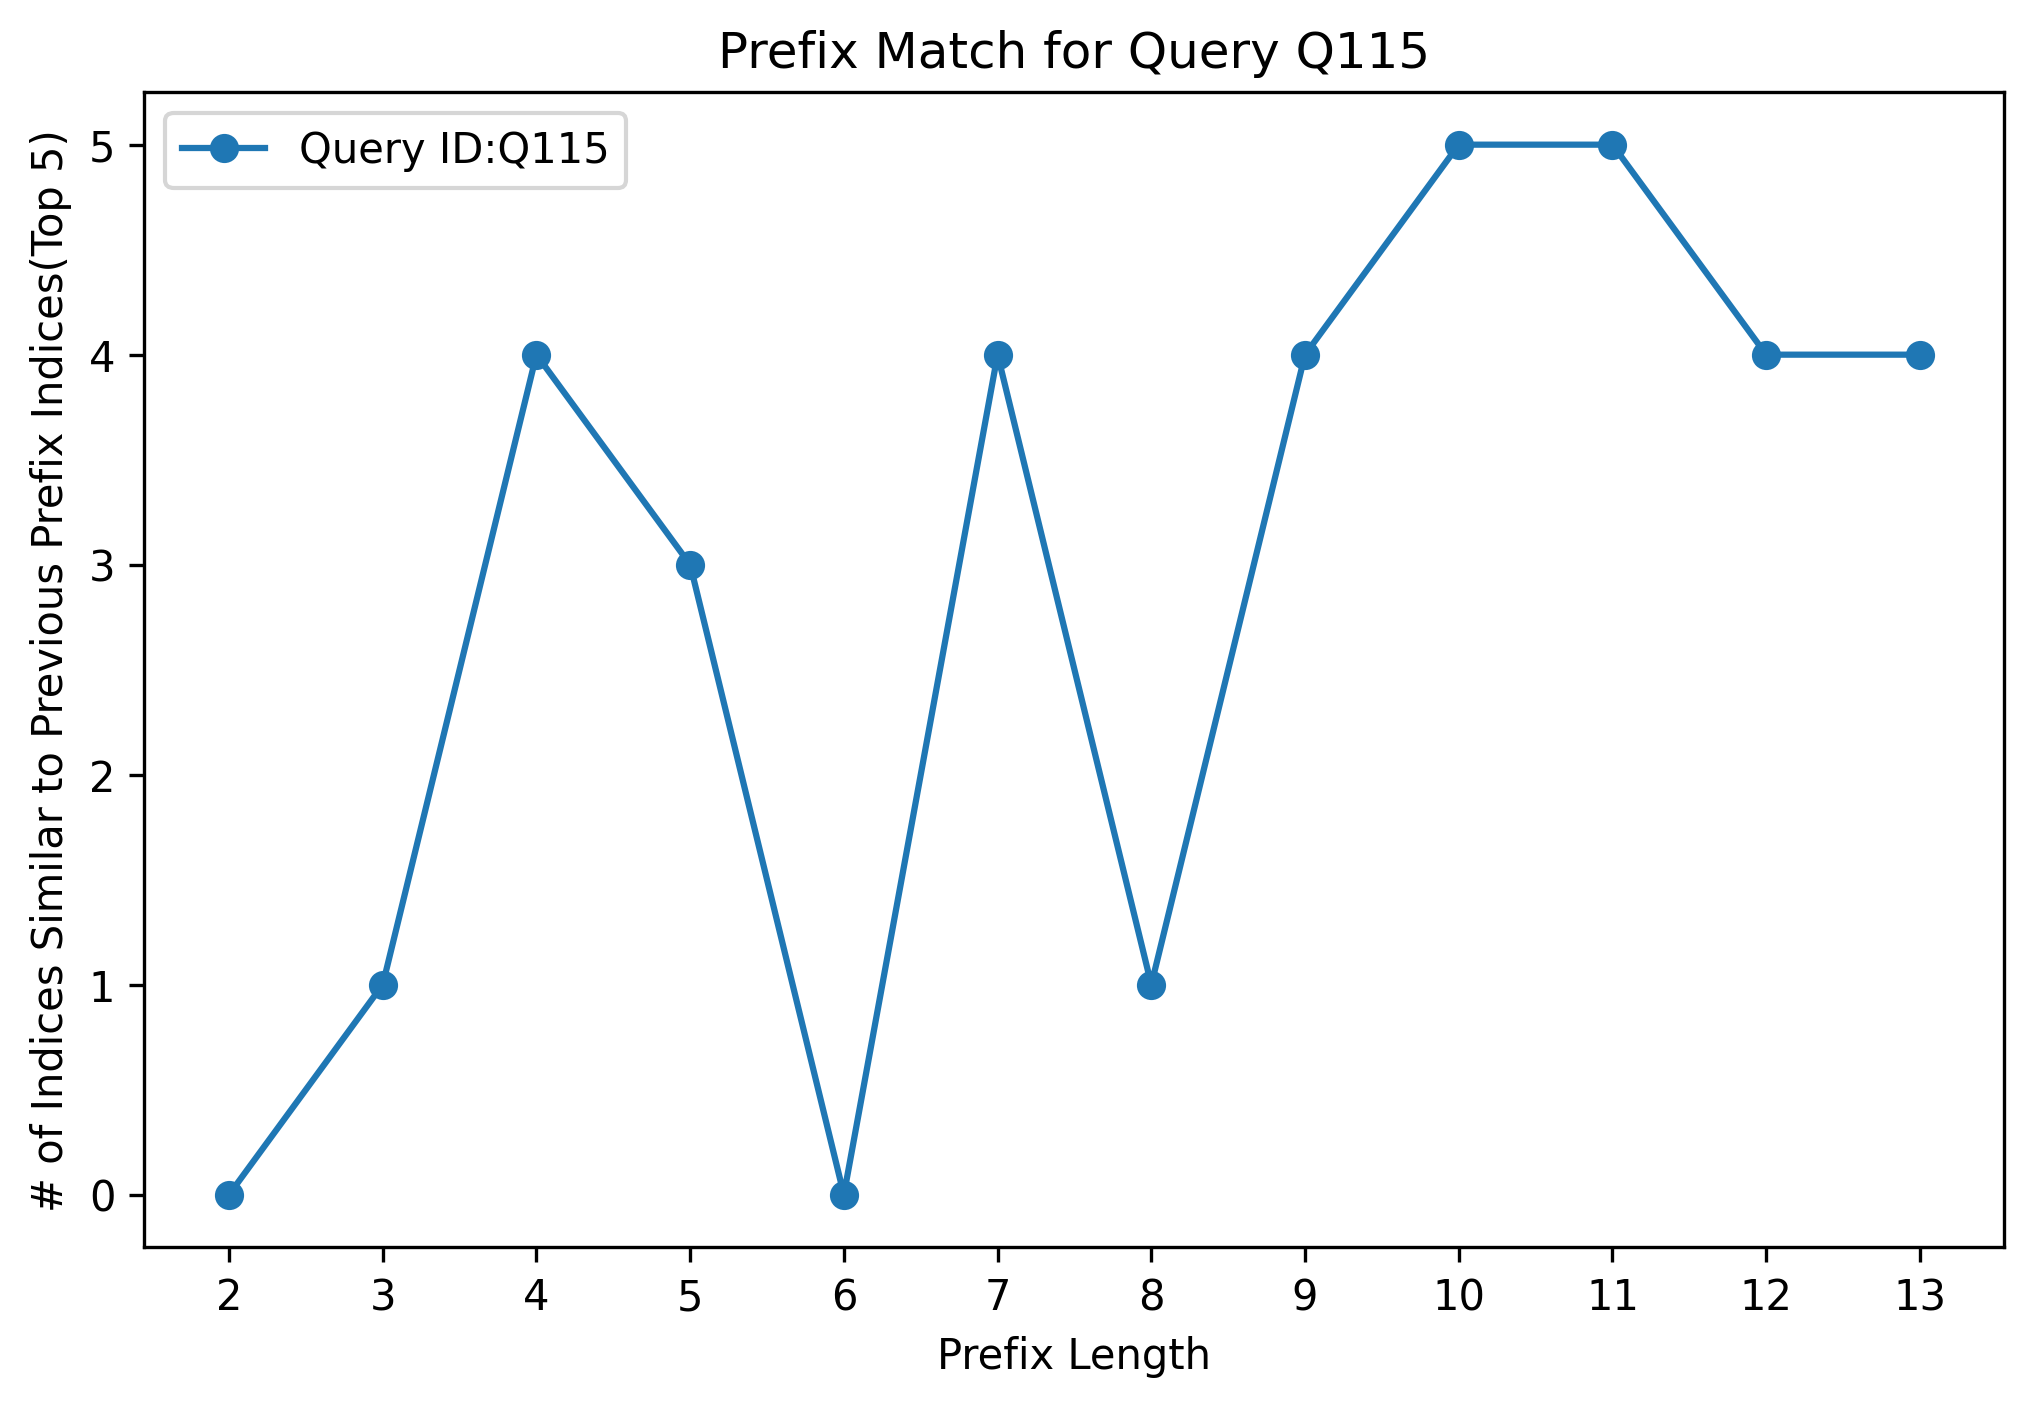 Prefix Match for Query Q115
Query ID:Q115
# of Indices Similar to Previous Prefix Indices(Top 5)
5
4
3
2
1
0
2 3 4 5 6 7 8 9 10 11 12 13
Prefix Length